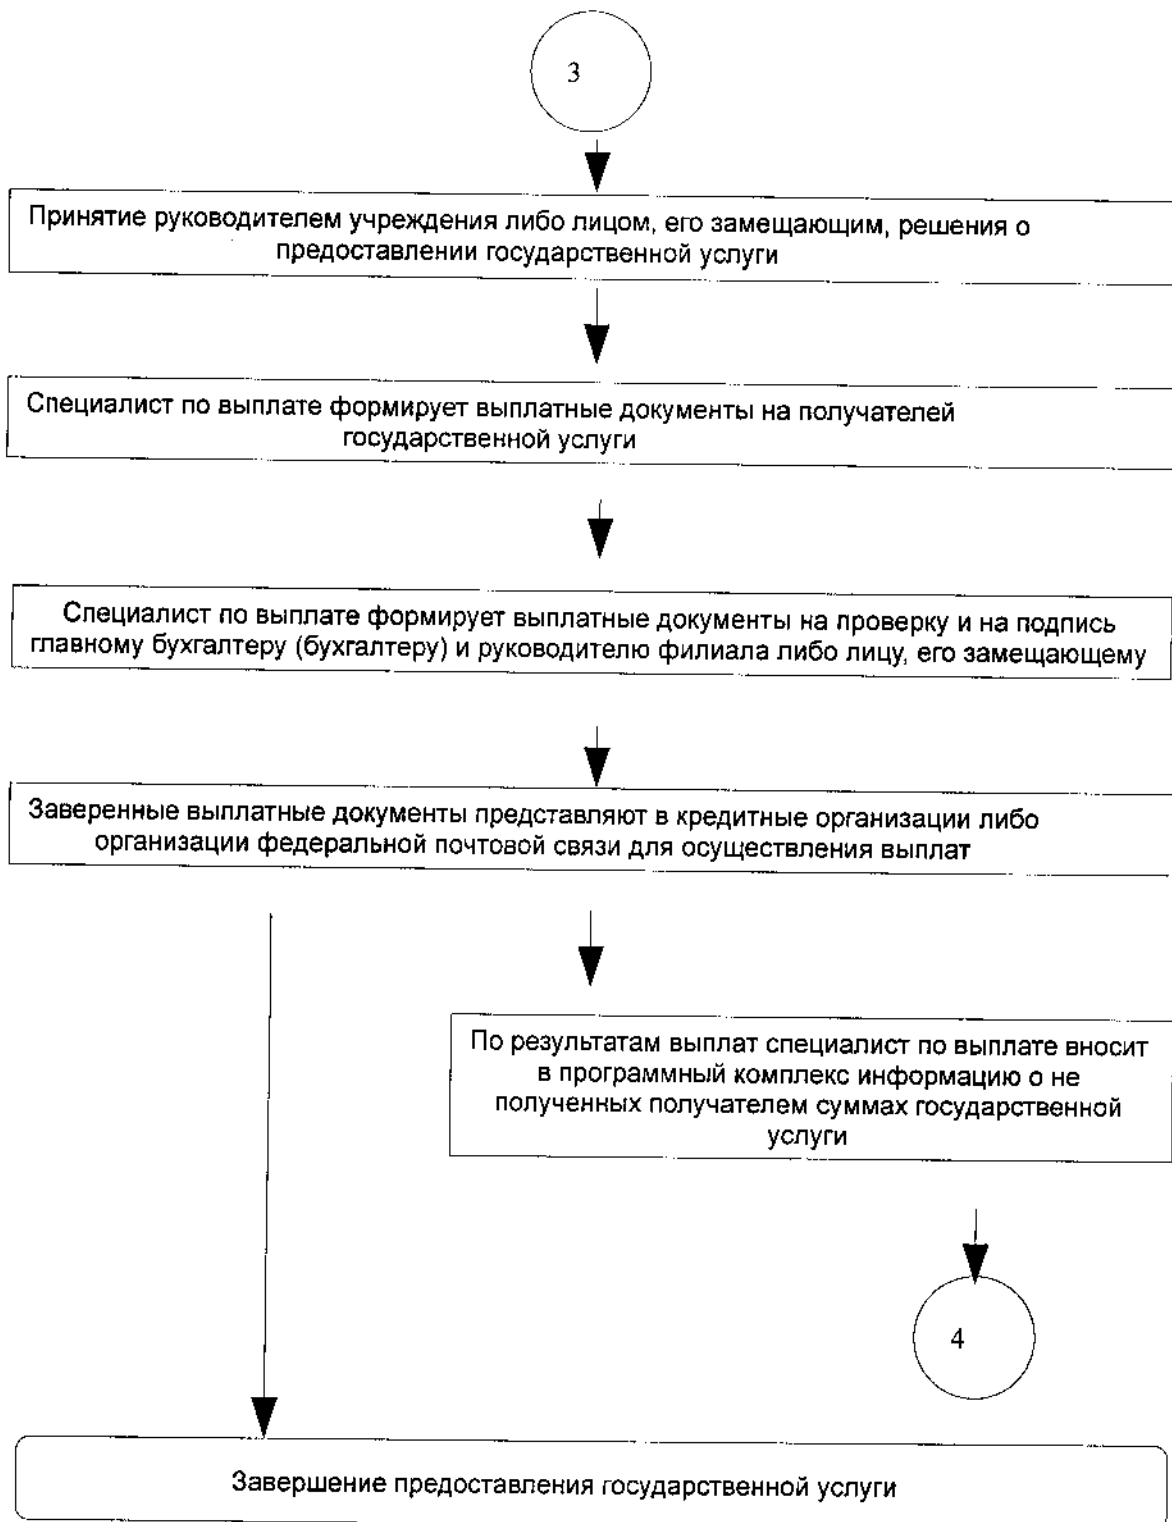 3
Принятие руководителем учреждения либо лицом, его замещающим, решения о
предоставлении государственной услуги
Специалист по выплате формирует выплатные документы на получателей
государственной услуги
Специалист по выплате формирует выплатные документы на проверку и на подпись
главному бухгалтеру (бухгалтеру) и руководителю филиала либо лицу, его замещающему
Заверенные выплатные документы представляют в кредитные организации либо
организации федеральной почтовой связи для осуществления выплат
По результатам выплат специалист по выплате вносит
в программный комплекс информацию о не
полученных получателем суммах государственной
услуги
4
Завершение предоставления государственной услуги